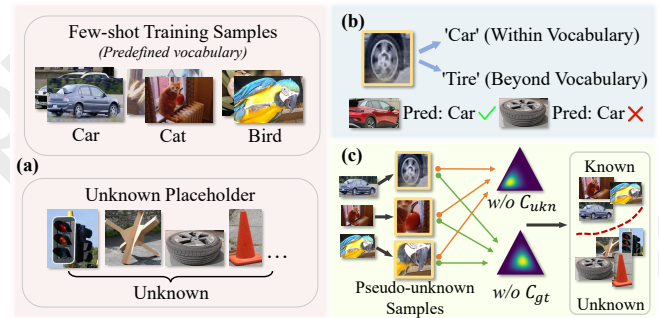 Few-shot Training Samples
(Predefined vocabulary)
Car
Cat
Bird
(a)
Unknown Placeholder
...
Unknown
(b)
'Car' (Within Vocabulary)
'Tire' (Beyond Vocabulary)
Pred: Car
Pred: Car
(c)
w/o C_ukn
w/o C_gt
Pseudo-unknown
Samples
Known
Unknown